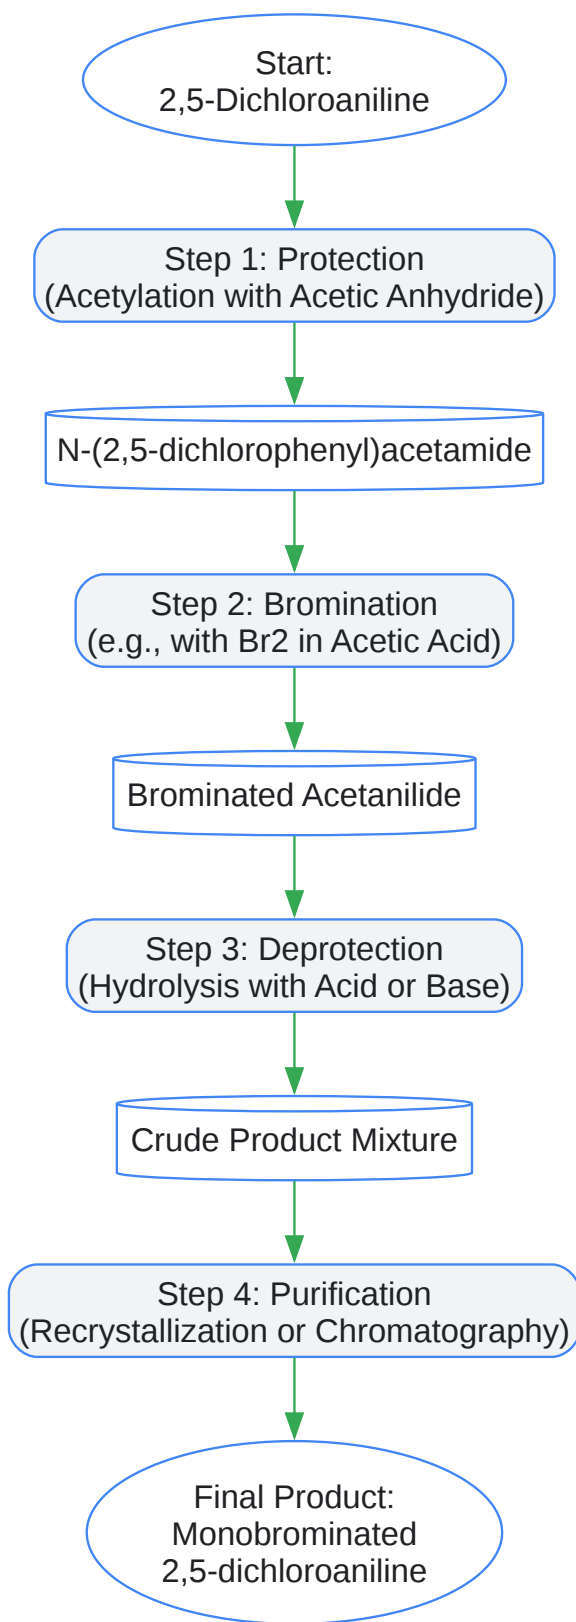 Start:
2,5-Dichloroaniline
Step 1: Protection
(Acetylation with Acetic Anhydride)
N-(2,5-dichlorophenyl)acetamide
Step 2: Bromination
(e.g., with Br2 in Acetic Acid)
Brominated Acetanilide
Step 3: Deprotection
(Hydrolysis with Acid or Base)
Crude Product Mixture
Step 4: Purification
(Recrystallization or Chromatography)
Final Product:
Monobrominated
2,5-dichloroaniline